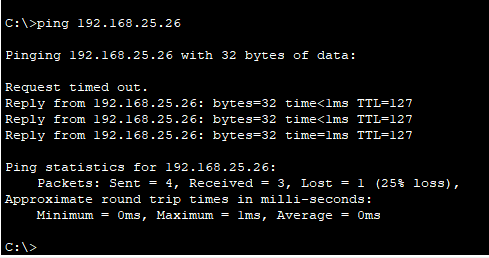 C:\>ping 192.168.25.26
Pinging 192.168.25.26 with 32 bytes of data:
Request timed out.
Reply from 192.168.25.26: bytes=32 time<1ms TTL=127
Reply from 192.168.25.26: bytes=32 time<1ms TTL=127
Reply from 192.168.25.26: bytes=32 time=1ms TTL=127
Ping statistics for 192.168.25.26:
    Packets: Sent = 4, Received = 3, Lost = 1 (25% loss),
Approximate round trip times in milli-seconds:
    Minimum = 0ms, Maximum = 1ms, Average = 0ms
C:\>